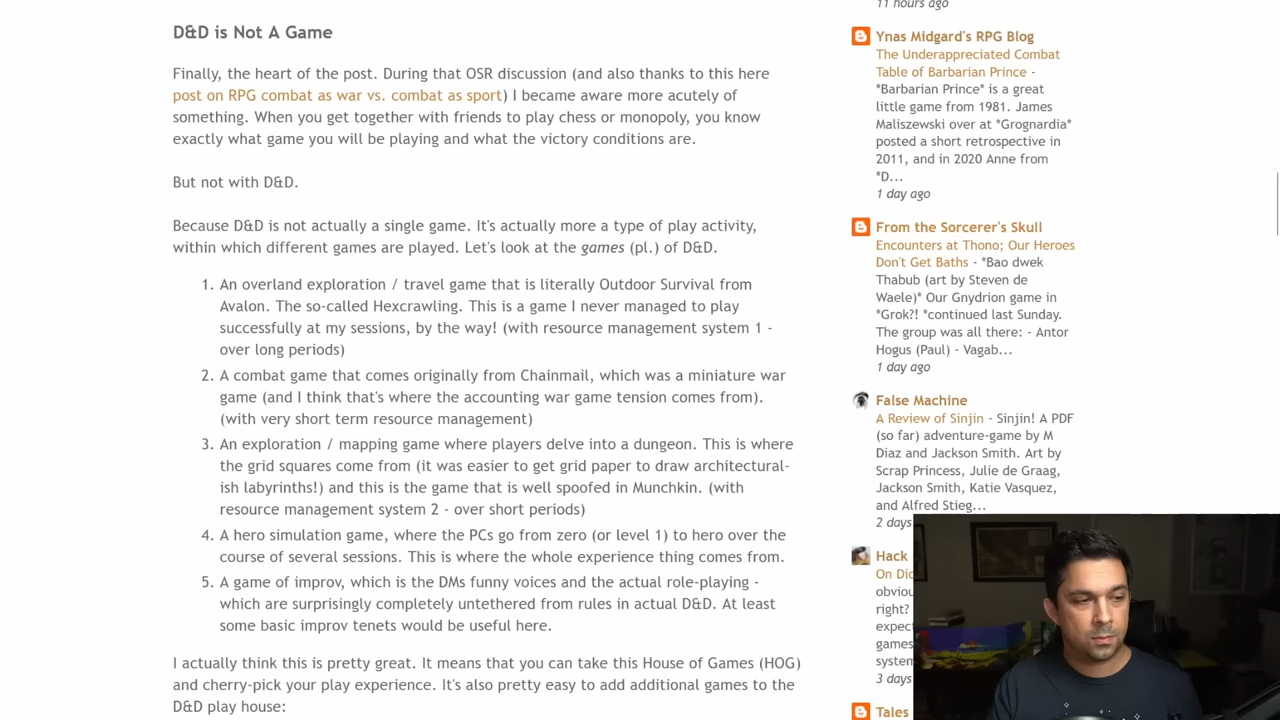 D&D is Not A Game
Finally, the heart of the post. During that OSR discussion (and also thanks to this here
post on RPG combat as war vs. combat as sport) I became aware more acutely of
something. When you get together with friends to play chess or monopoly, you know
exactly what game you will be playing and what the victory conditions are.
But not with D&D.
Because D&D is not actually a single game. It's actually more a type of play activity,
within which different games are played. Let's look at the games (pl.) of D&D.
1. An overland exploration / travel game that is literally Outdoor Survival from
Avalon. The so-called Hexcrawling. This is a game I never managed to play
successfully at my sessions, by the way! (with resource management system 1 -
over long periods)
2. A combat game that comes originally from Chainmail, which was a miniature war
game (and I think that's where the accounting war game tension comes from).
(with very short term resource management)
3. An exploration / mapping game where players delve into a dungeon. This is where
the grid squares come from (it was easier to get grid paper to draw architectural-
ish labyrinths!) and this is the game that is well spoofed in Munchkin. (with
resource management system 2 - over short periods)
4. A hero simulation game, where the PCs go from zero (or level 1) to hero over the
course of several sessions. This is where the whole experience thing comes from.
5. A game of improv, which is the DMs funny voices and the actual role-playing -
which are surprisingly completely untethered from rules in actual D&D. At least
some basic improv tenets would be useful here.
I actually think this is pretty great. It means that you can take this House of Games (HOG)
and cherry-pick your play experience. It's also pretty easy to add additional games to the
D&D play house:
11 hours ago
Ynas Midgard's RPG Blog
The Underappreciated Combat
Table of Barbarian Prince -
*Barbarian Prince* is a great
little game from 1981. James
Maliszewski over at *Grognardia*
posted a short retrospective in
2011, and in 2020 Anne from
*D...
1 day ago
From the Sorcerer's Skull
Encounters at Thono; Our Heroes
Don't Get Baths - *Bao dwek
Thabub (art by Steven de
Waele)* Our Gnydrion game in
*Grok?! *continued last Sunday.
The group was all there: - Antor
Hogus (Paul) - Vagab...
1 day ago
False Machine
A Review of Sinjin - Sinjin! A PDF
(so far) adventure-game by M
Diaz and Jackson Smith. Art by
Scrap Princess, Julie de Graag,
Jackson Smith, Katie Vasquez,
and Alfred Stieg...
2 days
Hack
On Dic
obviou
right?
expec
games
system
3 days
Tales